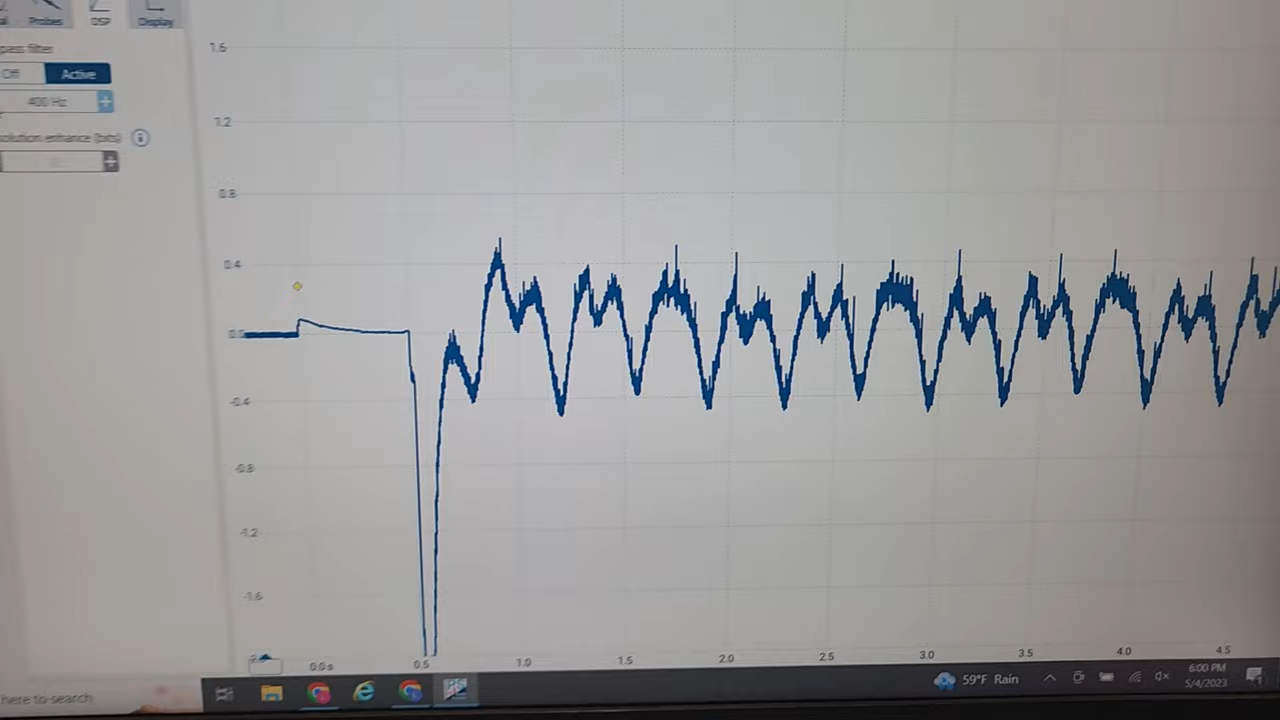 Probes
DSP
Display
pass filter
Off
Active
400 Hz
solution enhance (bits)
1.6
1.2
0.8
0.4
0.0
-0.4
-0.8
-1.2
-1.6
0.0 s
0.5
1.0
1.5
2.0
2.5
3.0
3.5
4.0
4.5
here to search
59°F Rain
6:00 PM
5/4/2023